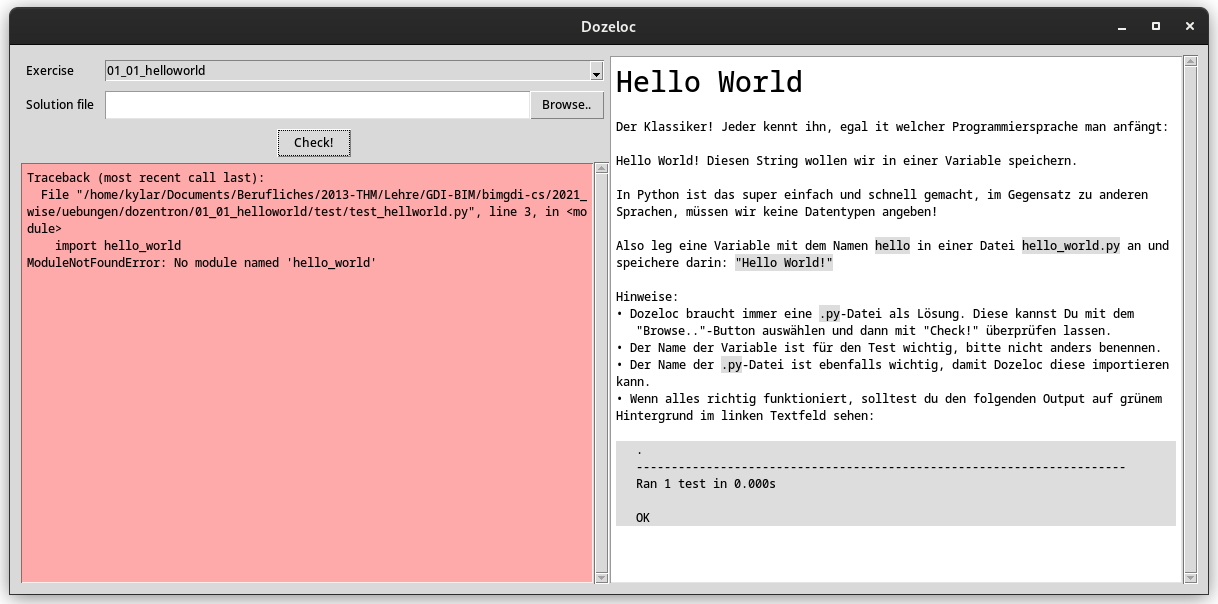 Dozeloc
Exercise
01_01_helloworld
Solution file
Browse..
Check!
Traceback (most recent call last):
  File "/home/kylar/Documents/Berufliches/2013-THM/Lehre/GDI-BIM/bimgdi-cs/2021_
wise/uebungen/dozentron/01_01_helloworld/test/test_hellworld.py", line 3, in <mo
dule>
    import hello_world
ModuleNotFoundError: No module named 'hello_world'
Hello World
Der Klassiker! Jeder kennt ihn, egal it welcher Programmiersprache man anfängt:
Hello World! Diesen String wollen wir in einer Variable speichern.
In Python ist das super einfach und schnell gemacht, im Gegensatz zu anderen
Sprachen, müssen wir keine Datentypen angeben!
Also leg eine Variable mit dem Namen hello in einer Datei hello_world.py an und
speichere darin: "Hello World!"
Hinweise:
• Dozeloc braucht immer eine .py-Datei als Lösung. Diese kannst Du mit dem
"Browse.."-Button auswählen und dann mit "Check!" überprüfen lassen.
• Der Name der Variable ist für den Test wichtig, bitte nicht anders benennen.
• Der Name der .py-Datei ist ebenfalls wichtig, damit Dozeloc diese importieren
kann.
• Wenn alles richtig funktioniert, solltest du den folgenden Output auf grünem
Hintergrund im linken Textfeld sehen:
.
----------------------------------------------------------------------
Ran 1 test in 0.000s
OK